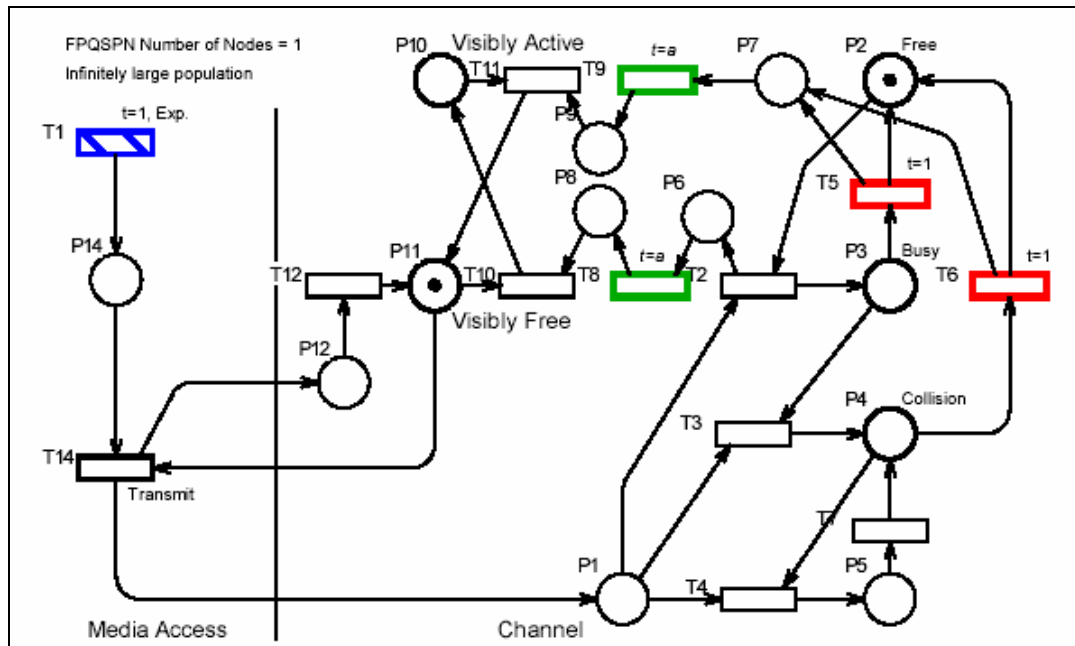 FPQSPN Number of Nodes = 1
Infinitely large population
P10
Visibly Active
T11
T9
t=a
P7
P2
Free
T1
t=1, Exp.
P9
P8
P6
T5
t=1
P14
P11
T12
T10
T8
t=a
T2
P3
Busy
T6
t=1
Visibly Free
P12
T3
P4
Collision
T14
Transmit
T7
P1
T4
P5
Media Access
Channel